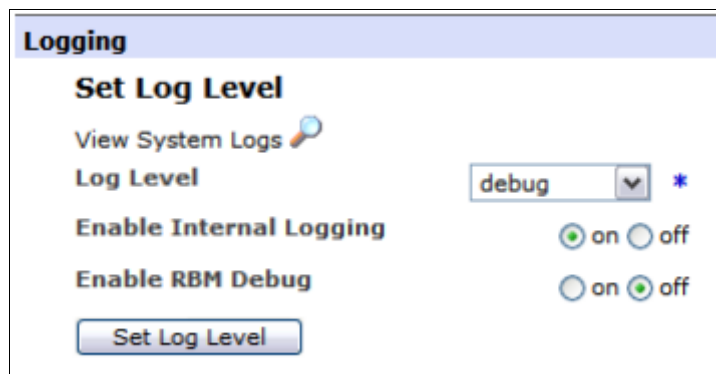 Logging
Set Log Level
View System Logs
Log Level debug *
Enable Internal Logging on off
Enable RBM Debug on off
Set Log Level